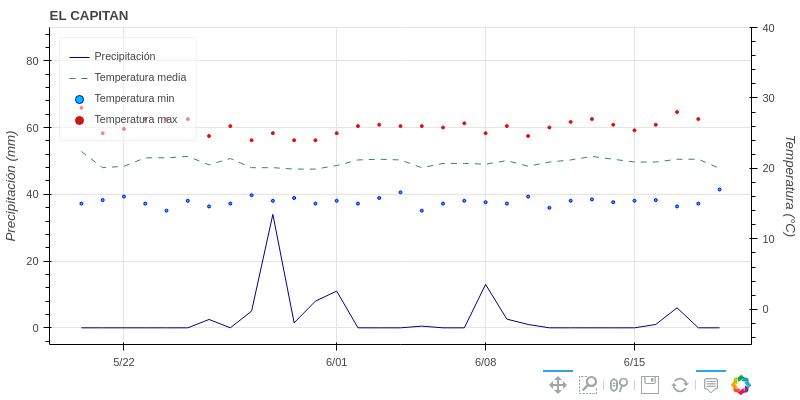 EL CAPITAN
Precipitación
Temperatura media
Temperatura min
Temperatura max
Precipitación (mm)
80
60
40
20
0
40
30
20
10
0
Temperatura (°C)
5/22
6/01
6/08
6/15